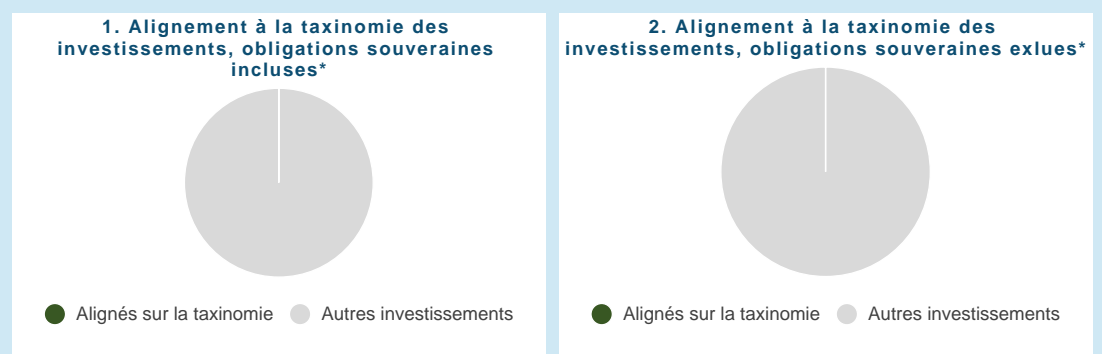 1. Alignement à la taxinomie des
investissements, obligations souveraines
incluses*
Alignés sur la taxinomie
Autres investissements
2. Alignement à la taxinomie des
investissements, obligations souveraines exlues*
Alignés sur la taxinomie
Autres investissements